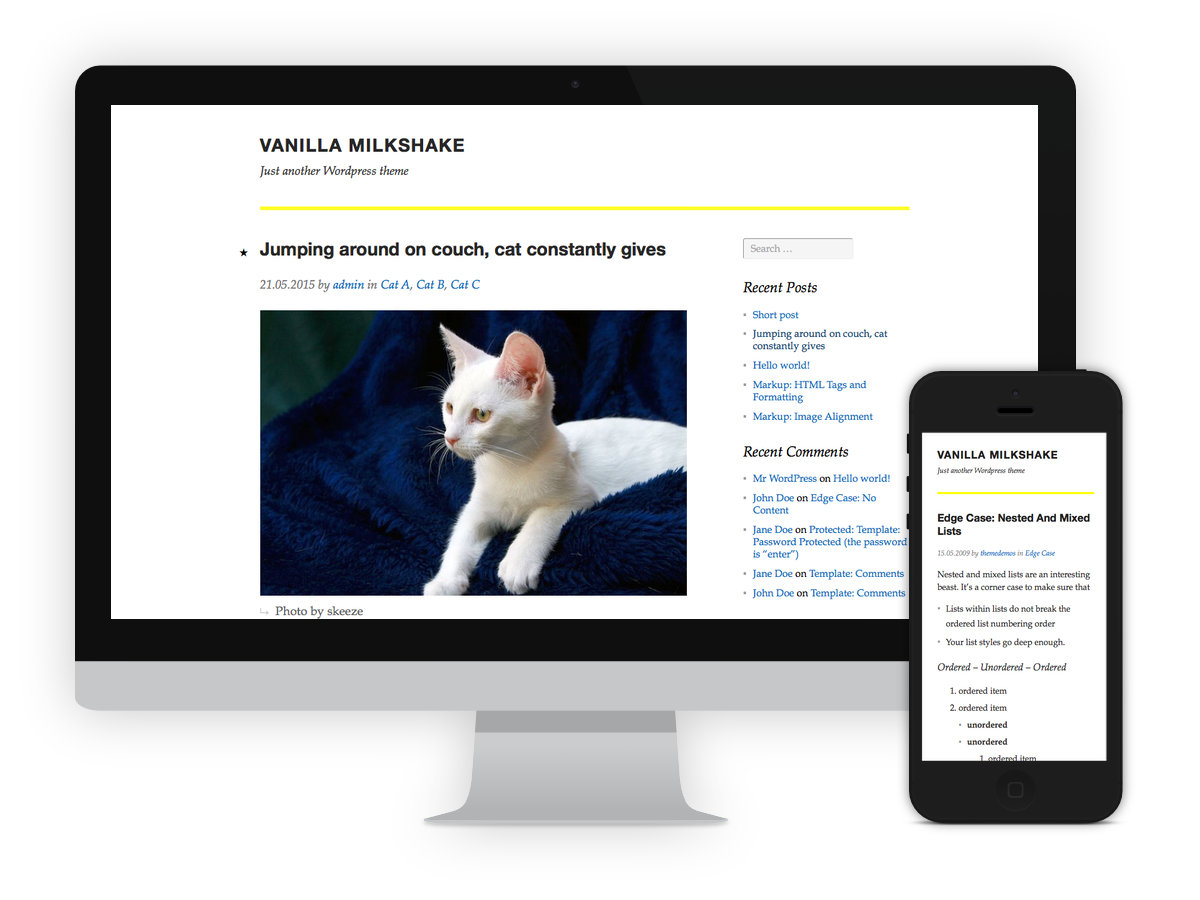 VANILLA MILKSHAKE
Just another Wordpress theme
★ Jumping around on couch, cat constantly gives
21.05.2015 by admin in Cat A, Cat B, Cat C
Photo by skeeze
Search …
Recent Posts
Short post
Jumping around on couch, cat
constantly gives
Hello world!
Markup: HTML Tags and
Formatting
Markup: Image Alignment
Recent Comments
Mr WordPress on Hello world!
John Doe on Edge Case: No
Content
Jane Doe on Protected: Template:
Password Protected (the password
is “enter”)
Jane Doe on Template: Comments
John Doe on Template: Comments
VANILLA MILKSHAKE
Just another Wordpress theme
Edge Case: Nested And Mixed
Lists
15.05.2009 by themedemos in Edge Case
Nested and mixed lists are an interesting
beast. It’s a corner case to make sure that
Lists within lists do not break the
ordered list numbering order
Your list styles go deep enough.
Ordered – Unordered – Ordered
1. ordered item
2. ordered item
unordered
unordered
1. ordered item